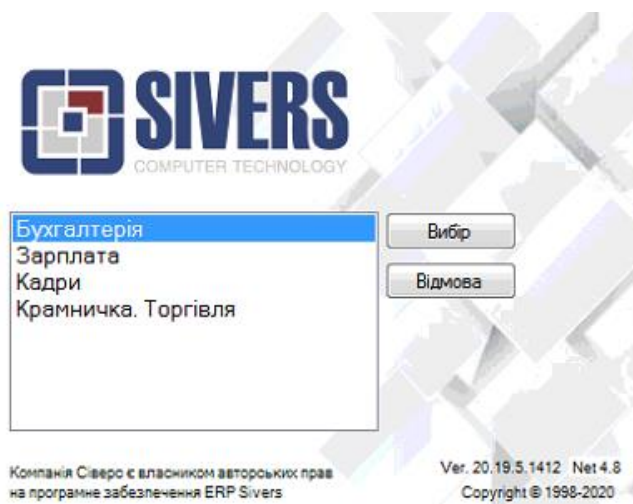 SIVERS
COMPUTER TECHNOLOGY
Бухгалтерія
Вибір
Зарплата
Кадри
Відмова
Крамничка. Торгівля
Компанія Сіверс є власником авторських прав
на програмне забезпечення ERP Sivers
Ver. 20.19.5.1412 Net 4.8
Copyright © 1998-2020